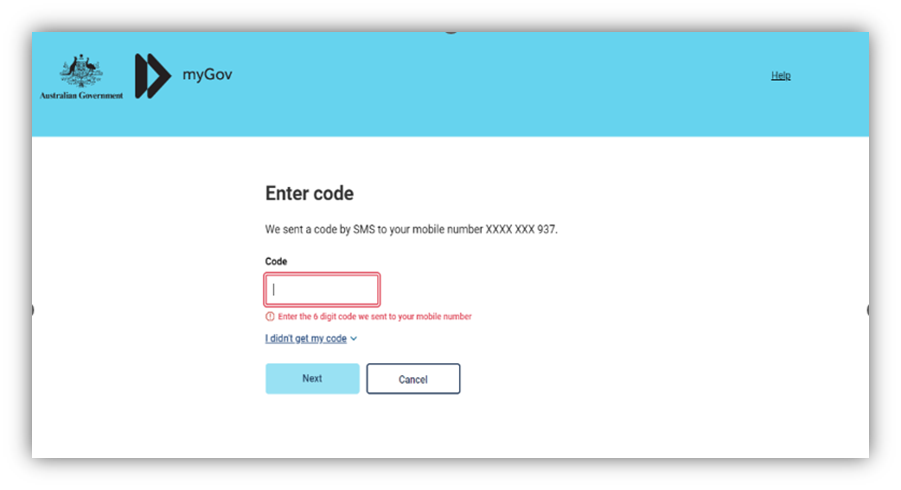 Australian Government
myGov
Help
Enter code
We sent a code by SMS to your mobile number XXXX XXX 937.
Code
Enter the 6 digit code we sent to your mobile number
I didn't get my code
Next
Cancel